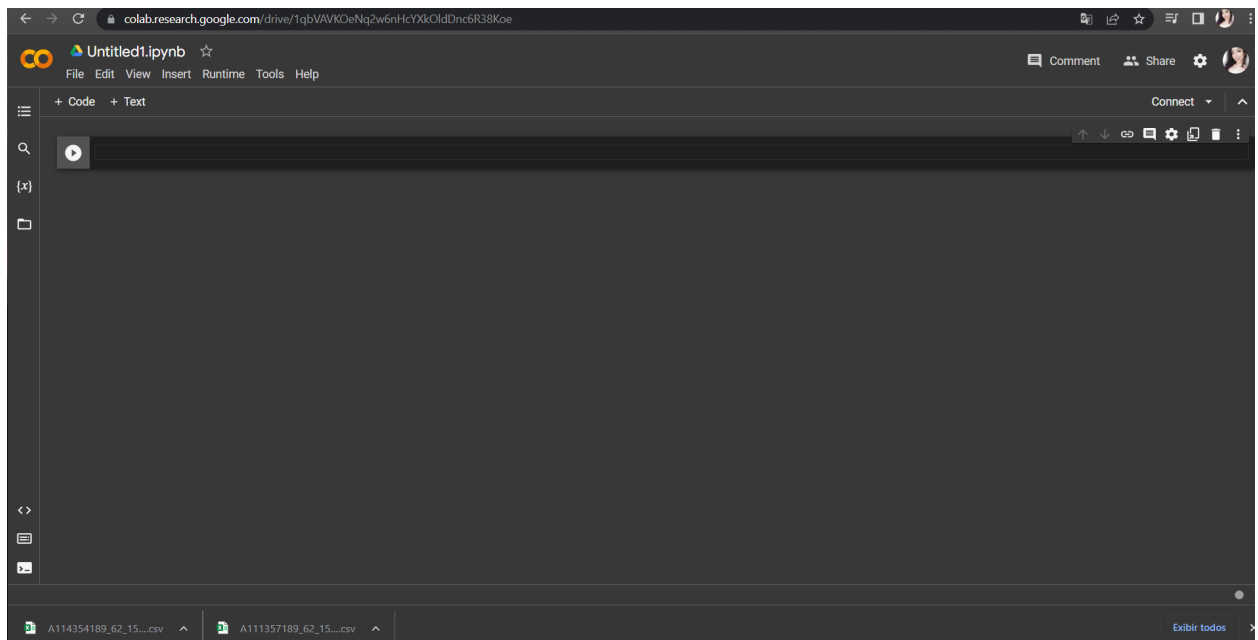 colab.research.google.com/drive/1qbVAVKOeNq2w6nHcYXkOldDnc6R38Koe
CO
Untitled1.ipynb
File Edit View Insert Runtime Tools Help
Comment Share
+ Code + Text
Connect
{x}
A114354189_62_15....csv
A111357189_62_15....csv
Exibir todos